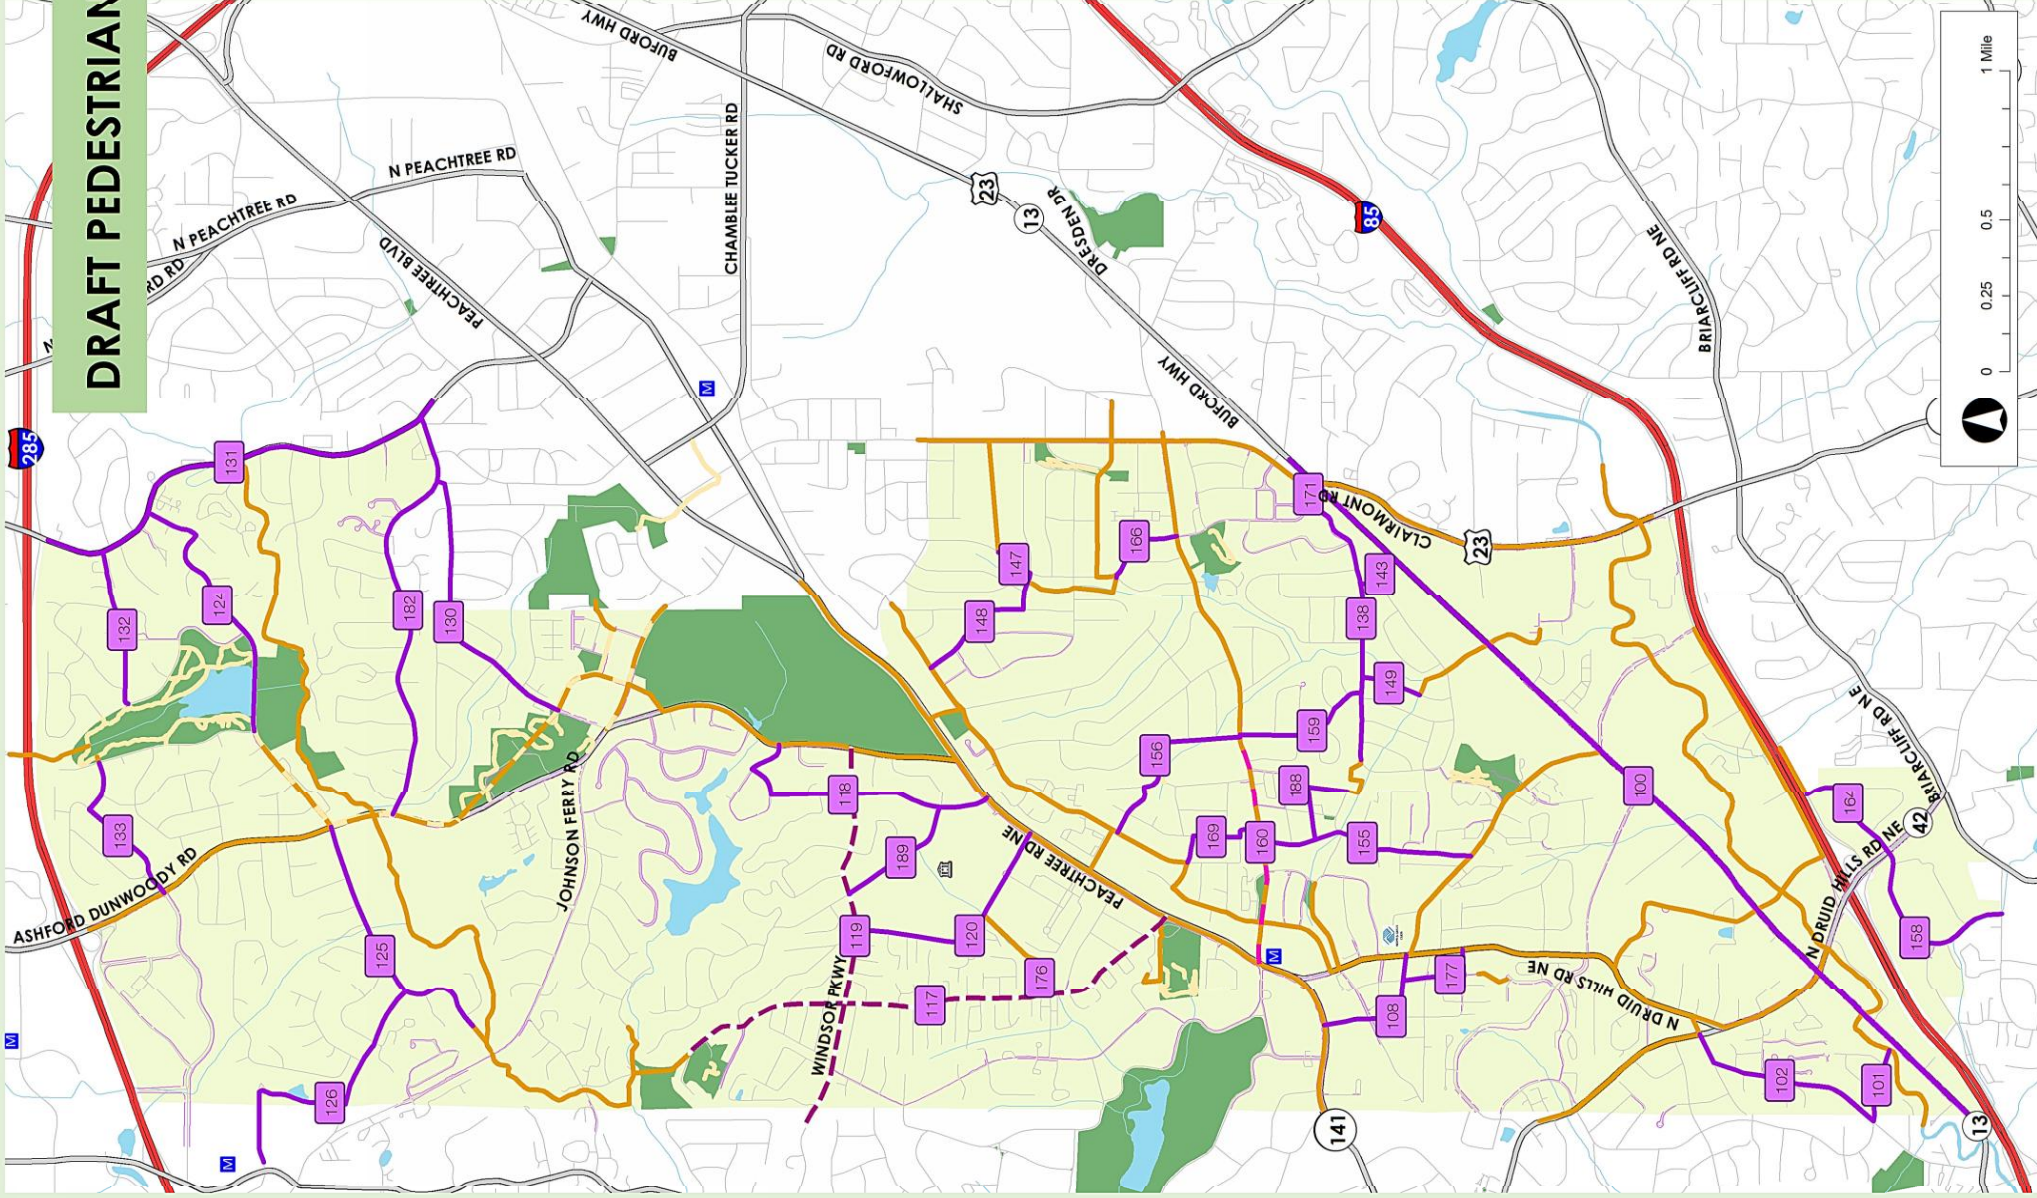 DRAFT PEDESTRIAN
285
N PEACHTREE RD
N PEACHTREE RD
RD RD
N
PEACHTREE BLVD
CHAMBLEE TUCKER RD
BUFORD HWY
SHALLOWFORD RD
23
13
DRESDEN DR
BUFORD HWY
85
BRIARCLIFF RD NE
1 Mile
0.5
0.25
0
M
131
132
124
182
130
133
ASHFORD DUNWOODY RD
JOHNSON FERRY RD
125
126
M
M
118
189
119
120
WINDSOR PKWY
117
176
PEACHTREE RD NE
147
148
166
171
CLAIRMONT RD
23
143
138
149
159
156
188
169
160
155
M
141
108
177
N DRUID HILLS RD NE
100
164
42
BRIARCLIFF RD NE
N DRUID HILLS RD NE
158
102
101
13